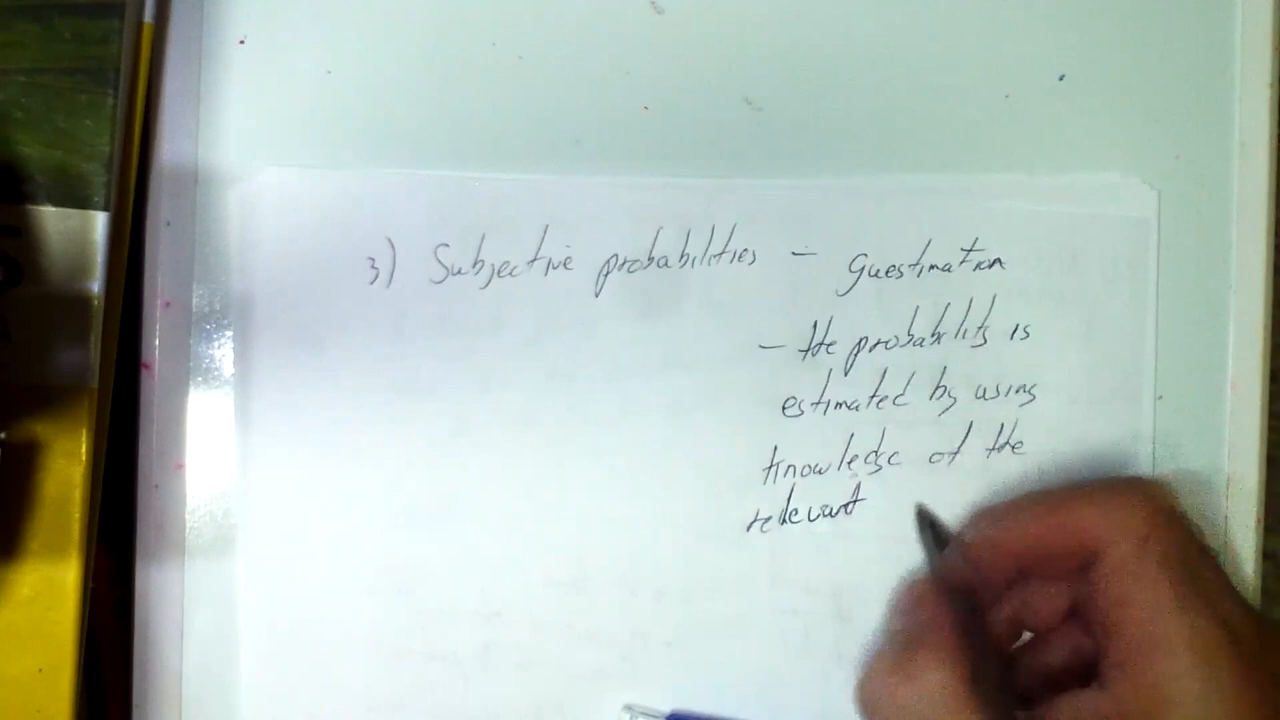 3) Subjective probabilities - guestimation
- the probability is
estimated by using
knowledge of the
relevant